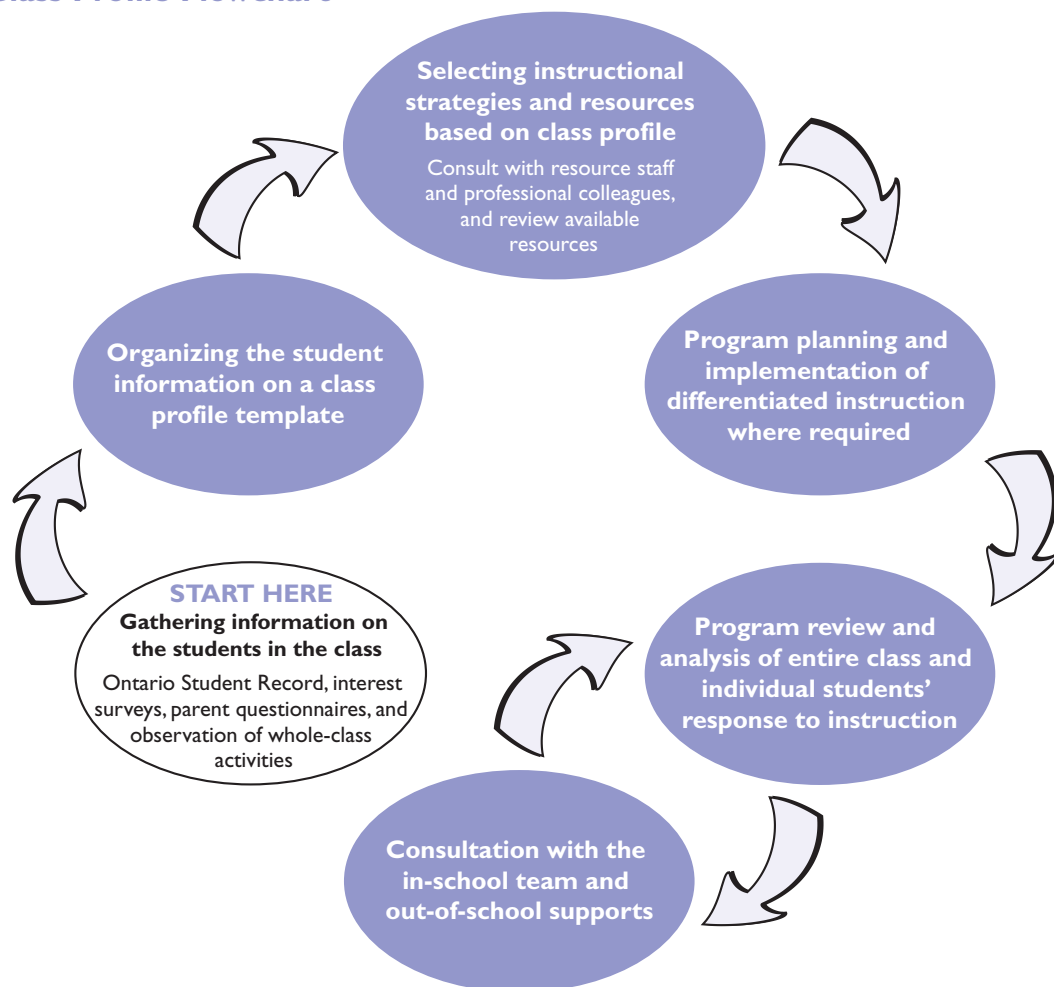 START HERE
Gathering information on
the students in the class
Ontario Student Record, interest
surveys, parent questionnaires, and
observation of whole-class
activities
Organizing the student
information on a class
profile template
Selecting instructional
strategies and resources
based on class profile
Consult with resource staff
and professional colleagues,
and review available
resources
Program planning and
implementation of
differentiated instruction
where required
Program review and
analysis of entire class and
individual students’
response to instruction
Consultation with the
in-school team and
out-of-school supports